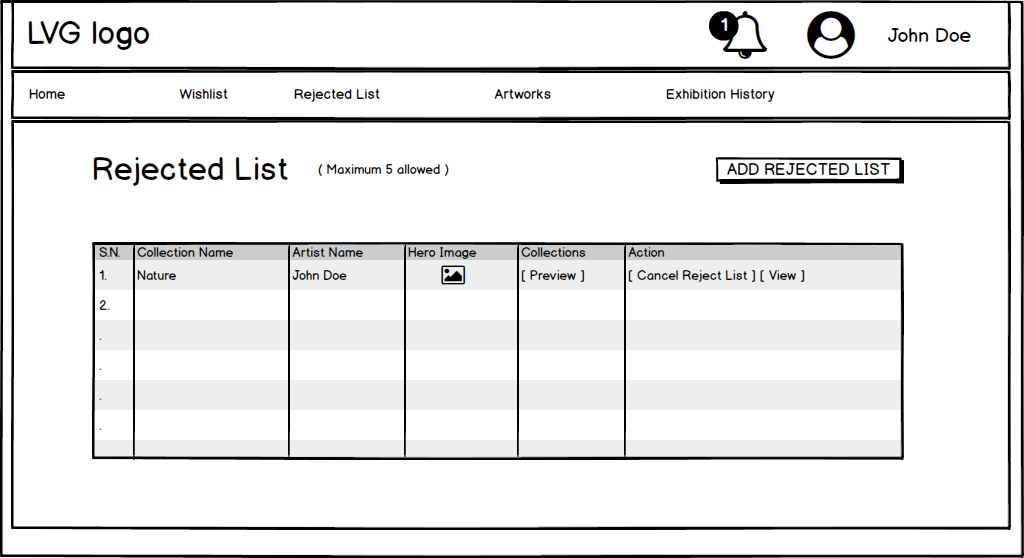 LVG logo
1
John Doe
Home Wishlist Rejected List Artworks Exhibition History
Rejected List ( Maximum 5 allowed ) ADD REJECTED LIST
S.N. Collection Name Artist Name Hero Image Collections Action
1. Nature John Doe [ Preview ] [ Cancel Reject List ] [ View ]
2.
.
.
.
.